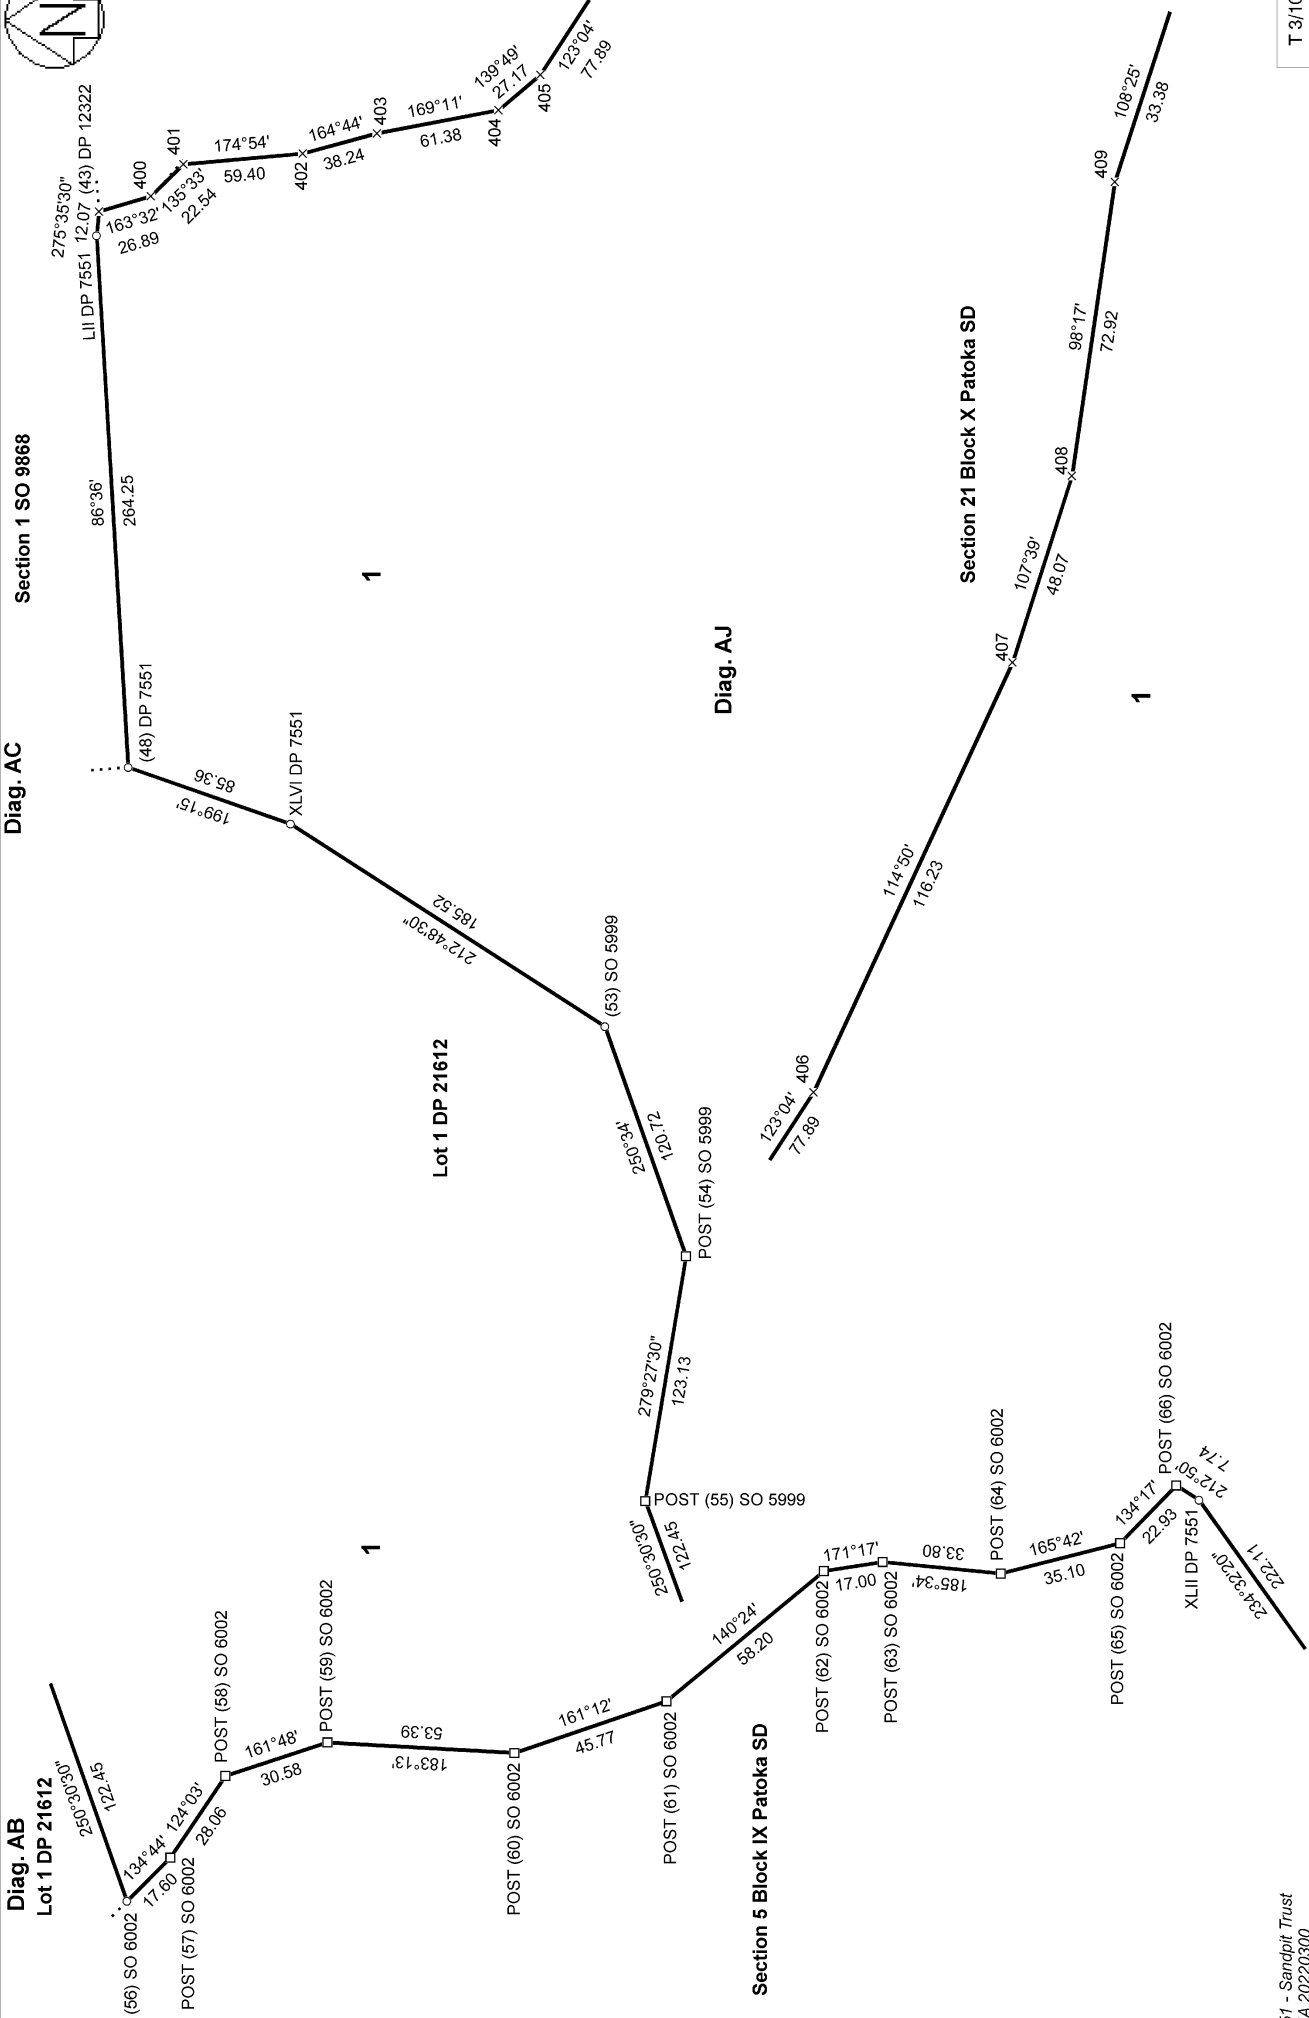 Diag. AB
Lot 1 DP 21612
250°30'30"
122.45
(56) SO 6002
134°44'
17.60
POST (57) SO 6002
124°03'
28.06
POST (58) SO 6002
161°48'
30.58
POST (59) SO 6002
183°13'
53.39
POST (60) SO 6002
161°12'
45.77
POST (61) SO 6002
140°24'
58.20
POST (62) SO 6002
171°17'
17.00
POST (63) SO 6002
185°34'
33.80
POST (64) SO 6002
165°42'
35.10
POST (65) SO 6002
134°17'
22.93
POST (66) SO 6002
212°50'
7.74
XLII DP 7551
234°32'20"
222.11
1
Section 5 Block IX Patoka SD
Diag. AC
Section 1 SO 9868
N
250°30'30"
122.45
POST (55) SO 5999
279°27'30"
123.13
POST (54) SO 5999
250°34'
120.72
(53) SO 5999
Lot 1 DP 21612
212°48'30"
185.52
XLVI DP 7551
199°15'
85.36
(48) DP 7551
86°36'
264.25
LII DP 7551
275°35'30"
12.07
(43) DP 12322
163°32'
26.89
400
135°33'
22.54
401
174°54'
59.40
402
164°44'
38.24
403
169°11'
61.38
404
139°49'
27.17
405
123°04'
77.89
1
Diag. AJ
123°04'
77.89
406
114°50'
116.23
407
107°39'
48.07
408
98°17'
72.92
409
108°25'
33.38
Section 21 Block X Patoka SD
1
51 - Sandpit Trust
A 20220300
T 3/10